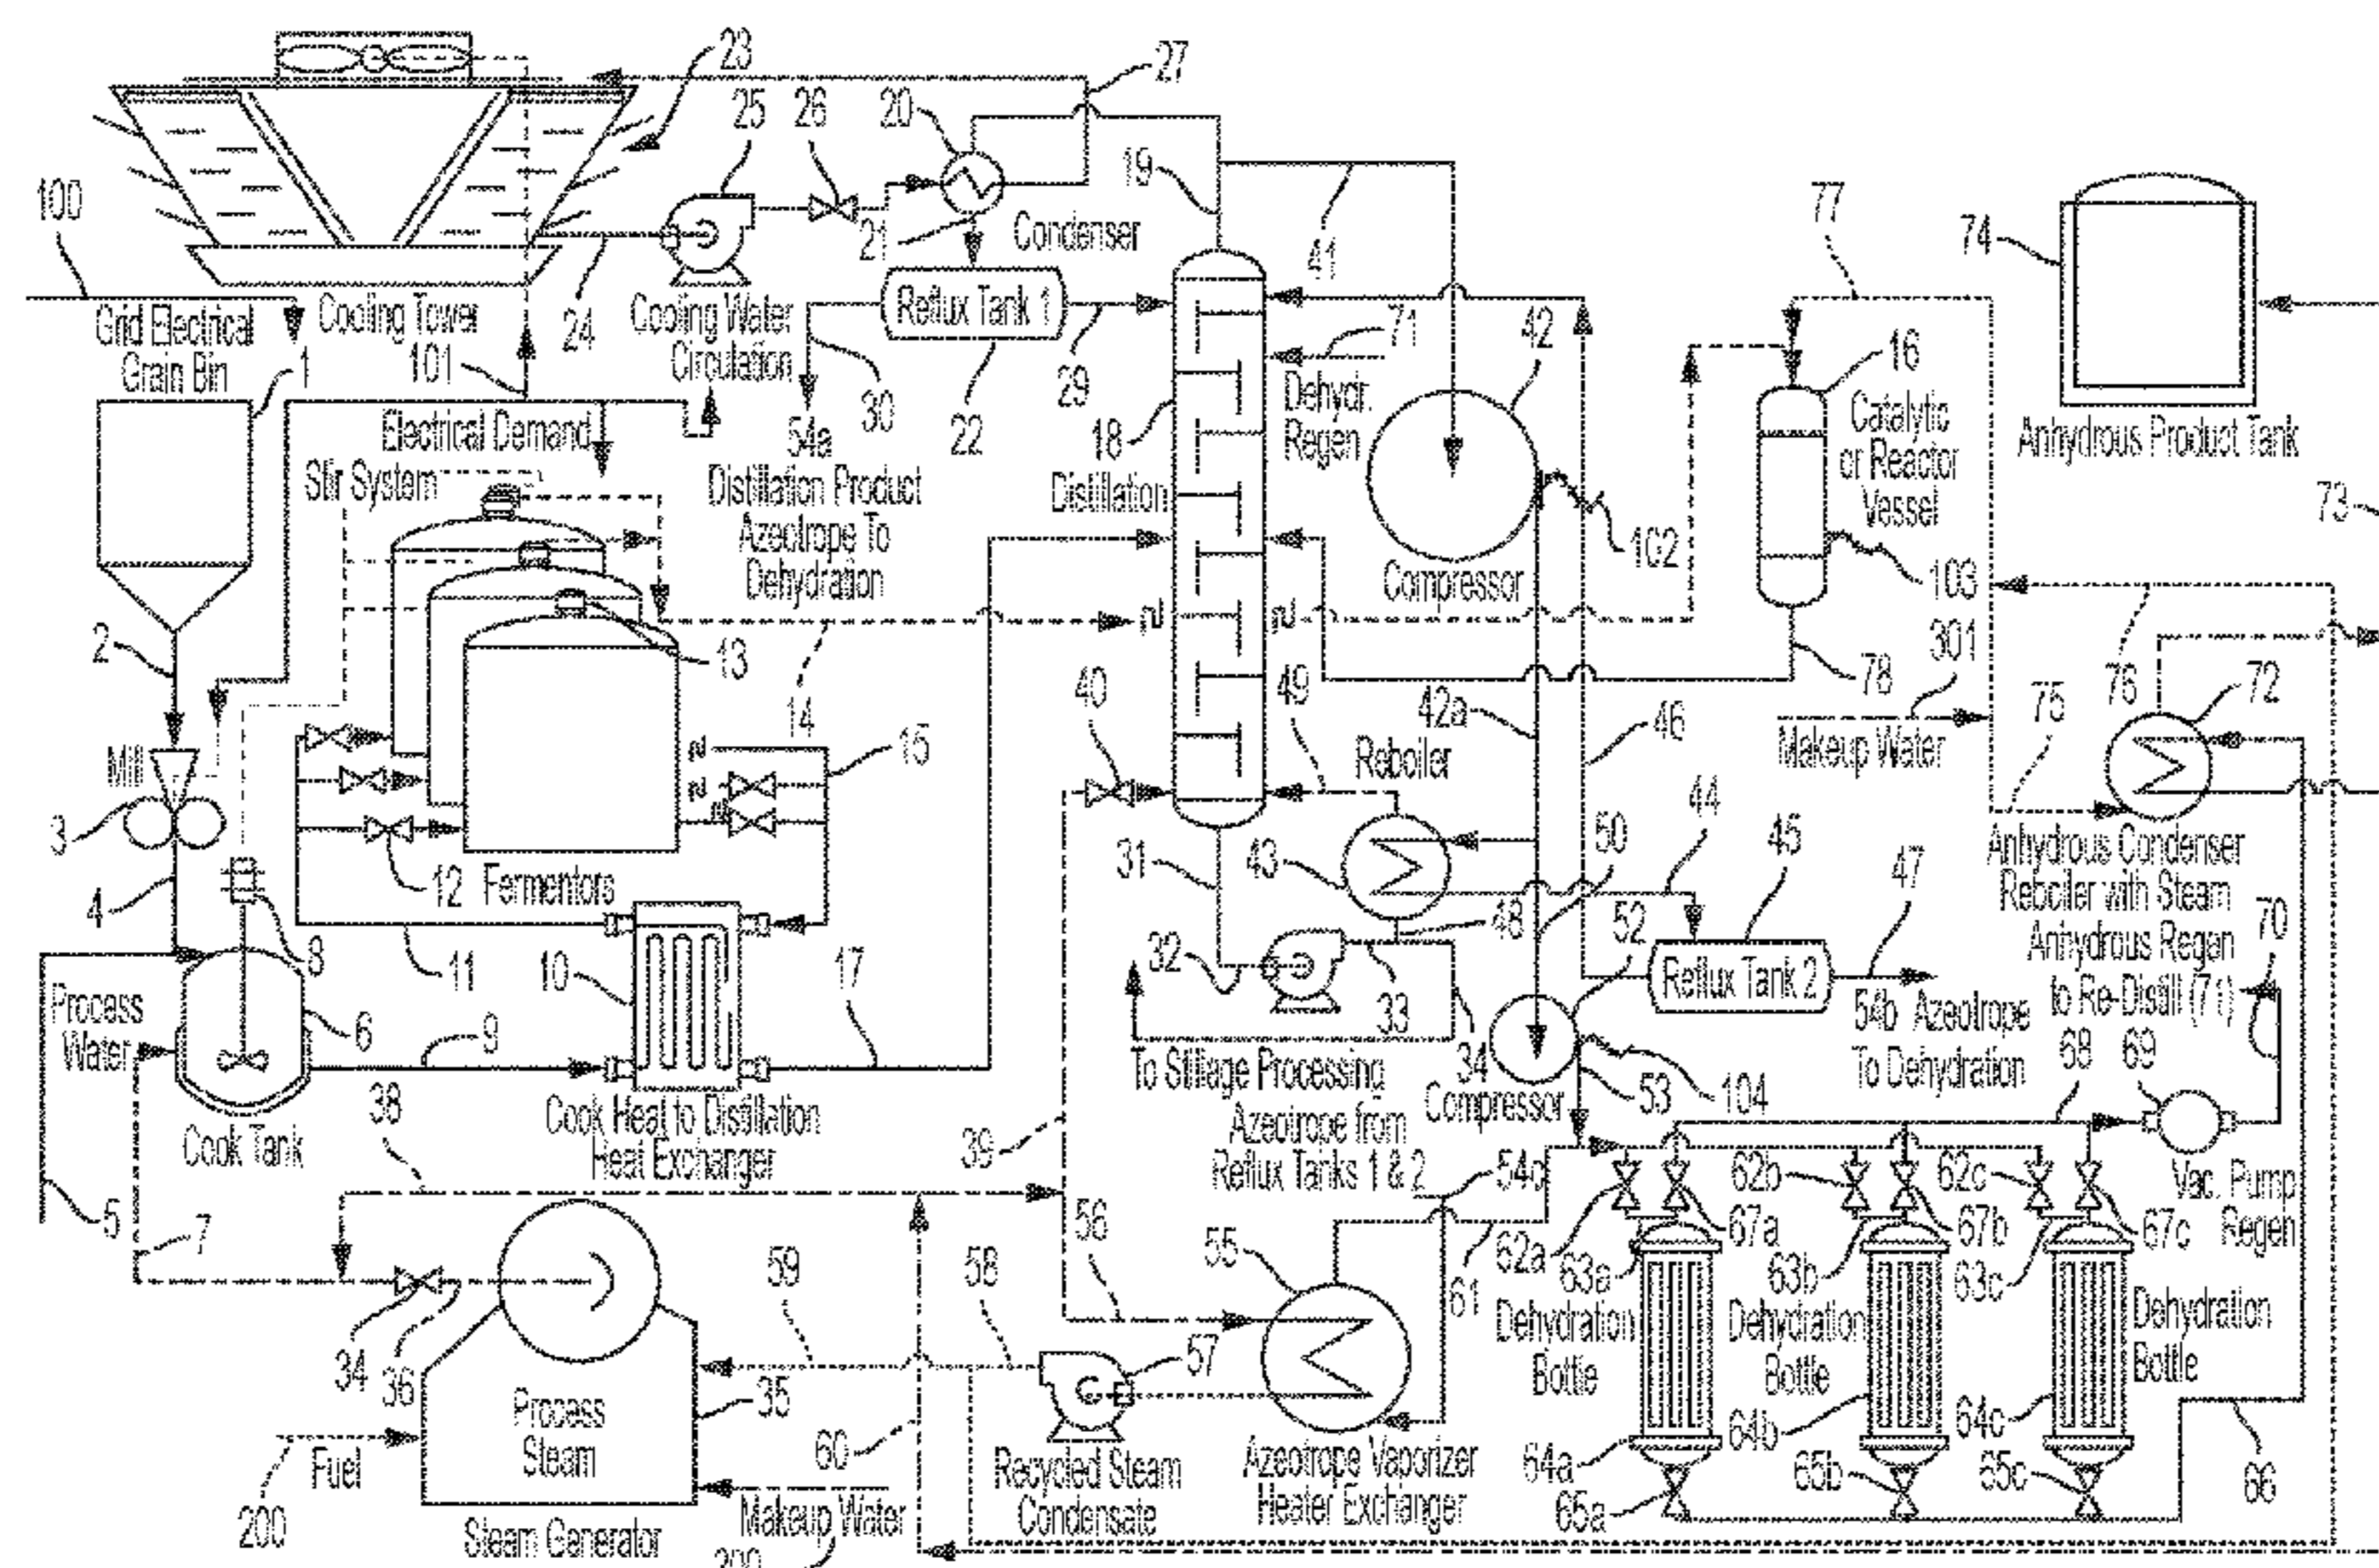 23
27
25
26
20
19
100
21
Condenser
41
77
74
Grid Electrical
Cooling Tower
24
Cooling Water
Circulation
Reflux Tank 1
71
42
Grain Bin
1
101
29
16
30
22
Dehydr.
Regen
18
Catalytic
or Reactor
Vessel
Anhydrous Product Tank
Electrical Demand
Stir System
54a
Distillation Product
Azeotrope To
Dehydration
Distillation
73
102
Compressor
103
2
13
301
14
40
49
42a
46
78
76
72
75
Makeup Water
Mill
15
Reboiler
3
44
50
45
47
Anhydrous Condenser
Reboiler with Steam
4
12
Fermentors
31
43
48
52
Anhydrous Regen
to Re-Distill (71)
70
8
11
10
17
32
33
Reflux Tank 2
54b Azeotrope
To Dehydration
Process
Water
6
9
34
To Stillage Processing
68
69
Cook Tank
38
Cook Heat to Distillation
Heat Exchanger
39
Azeotrope from
Reflux Tanks 1 & 2
Compressor
53
104
54c
62b
62c
Vac. Pump
Regen
5
7
59
58
56
55
61
62a
63a
67a
63b
67b
63c
67c
Dehydration
Bottle
Dehydration
Bottle
Dehydration
Bottle
34
36
57
35
Process
Steam
60
200
Fuel
Steam Generator
Makeup Water
Recycled Steam
Condensate
Azeotrope Vaporizer
Heater Exchanger
64a
65a
64b
65b
64c
65c
66